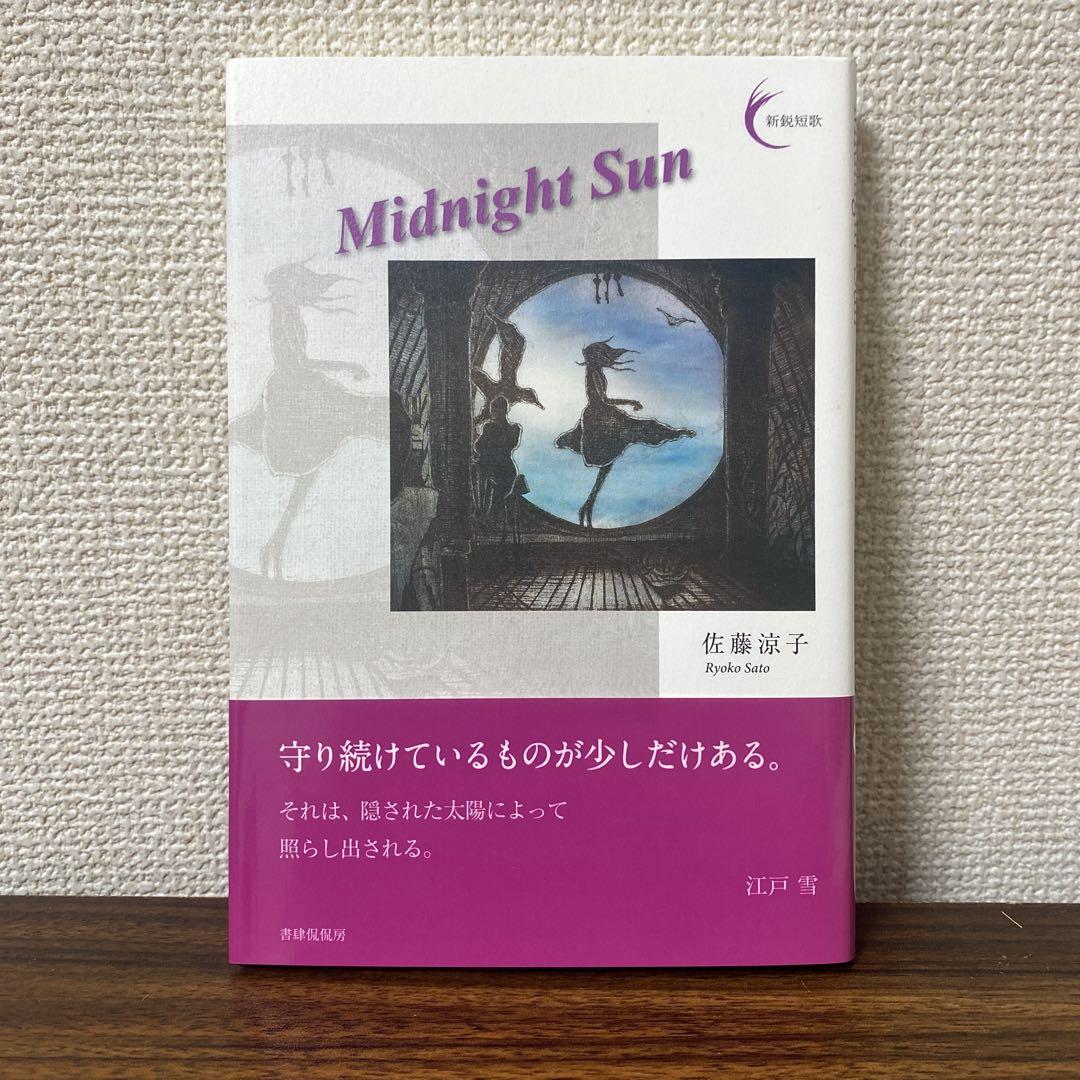 新鋭短歌
Midnight Sun
佐藤涼子
Ryoko Sato
守り続けているものが少しだけある。
それは、隠された太陽によって
照らし出される。
江戸 雪
書肆侃侃房